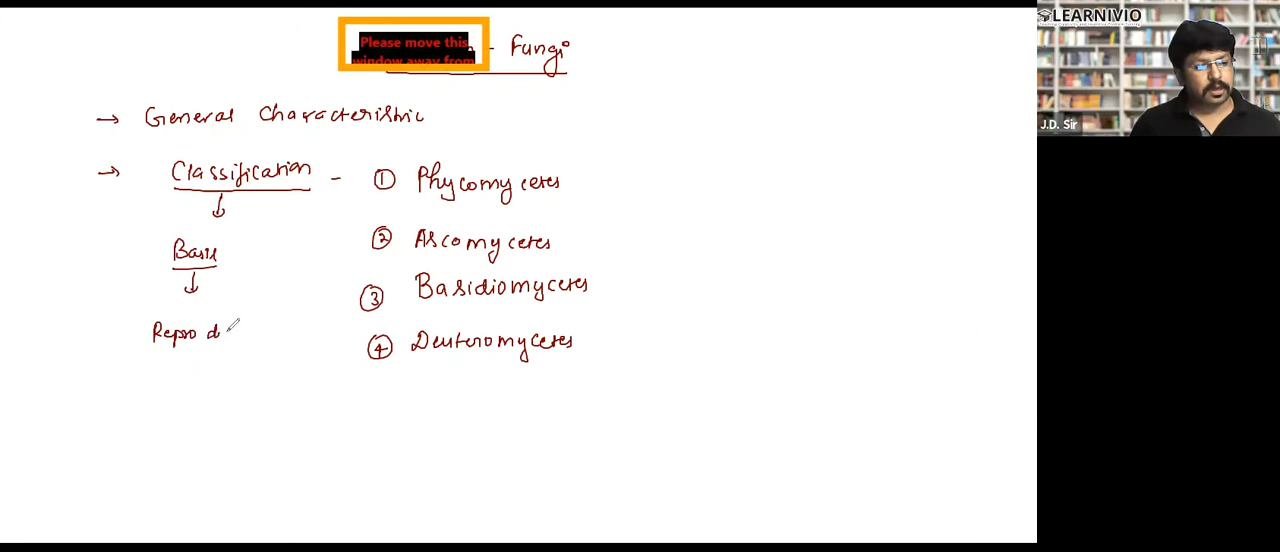 Please move this
window away from
- Fungi
→ General Characteristic
→ Classification - ① Phycomycetes
② Ascomycetes
Basis
③ Basidiomycetes
Reprod
④ Deuteromycetes
LEARNIVIO
J.D. Sir